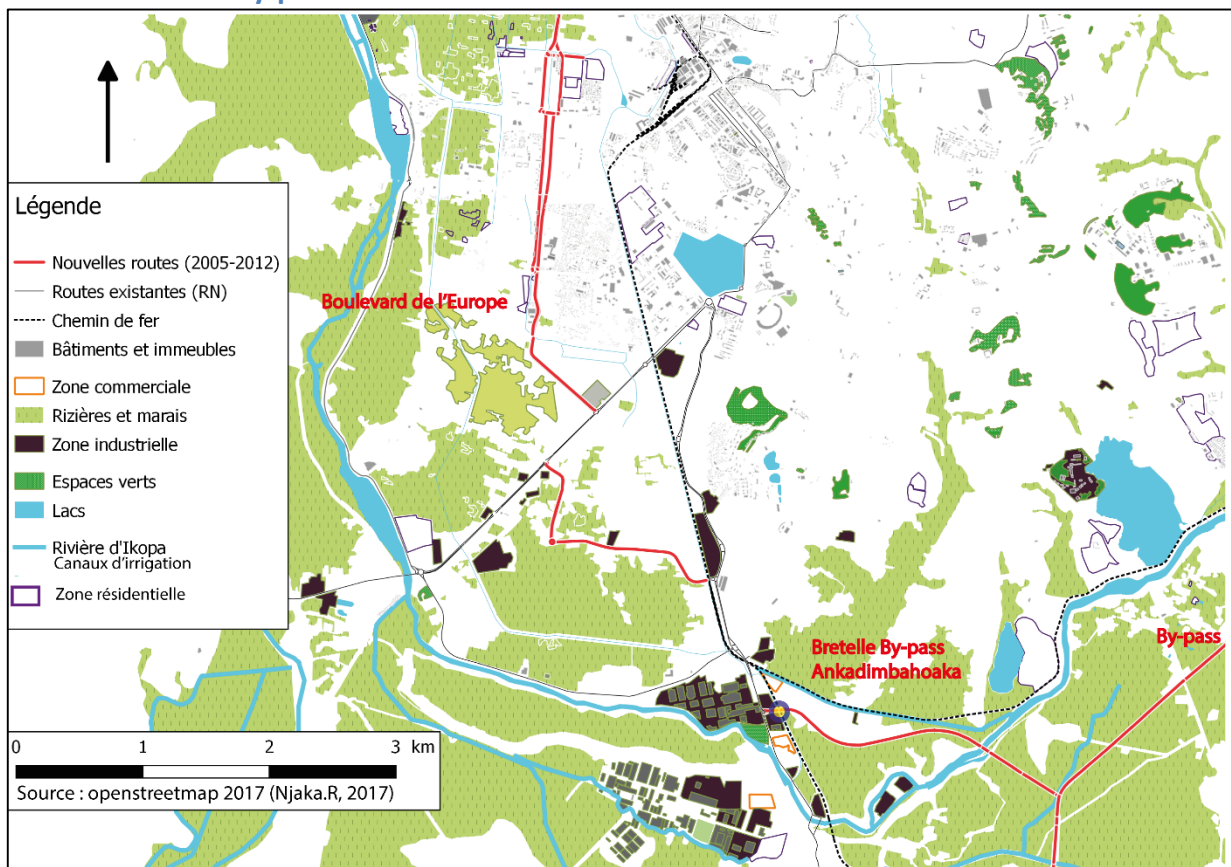 Légende
Nouvelles routes (2005-2012)
Routes existantes (RN)
Chemin de fer
Bâtiments et immeubles
Zone commerciale
Rizières et marais
Zone industrielle
Espaces verts
Lacs
Rivière d'Ikopa
Canaux d'irrigation
Zone résidentielle
Boulevard de l'Europe
By-pass
Bretelle By-pass
Ankadimbahoaka
0 1 2 3 km
Source : openstreetmap 2017 (Njaka.R, 2017)